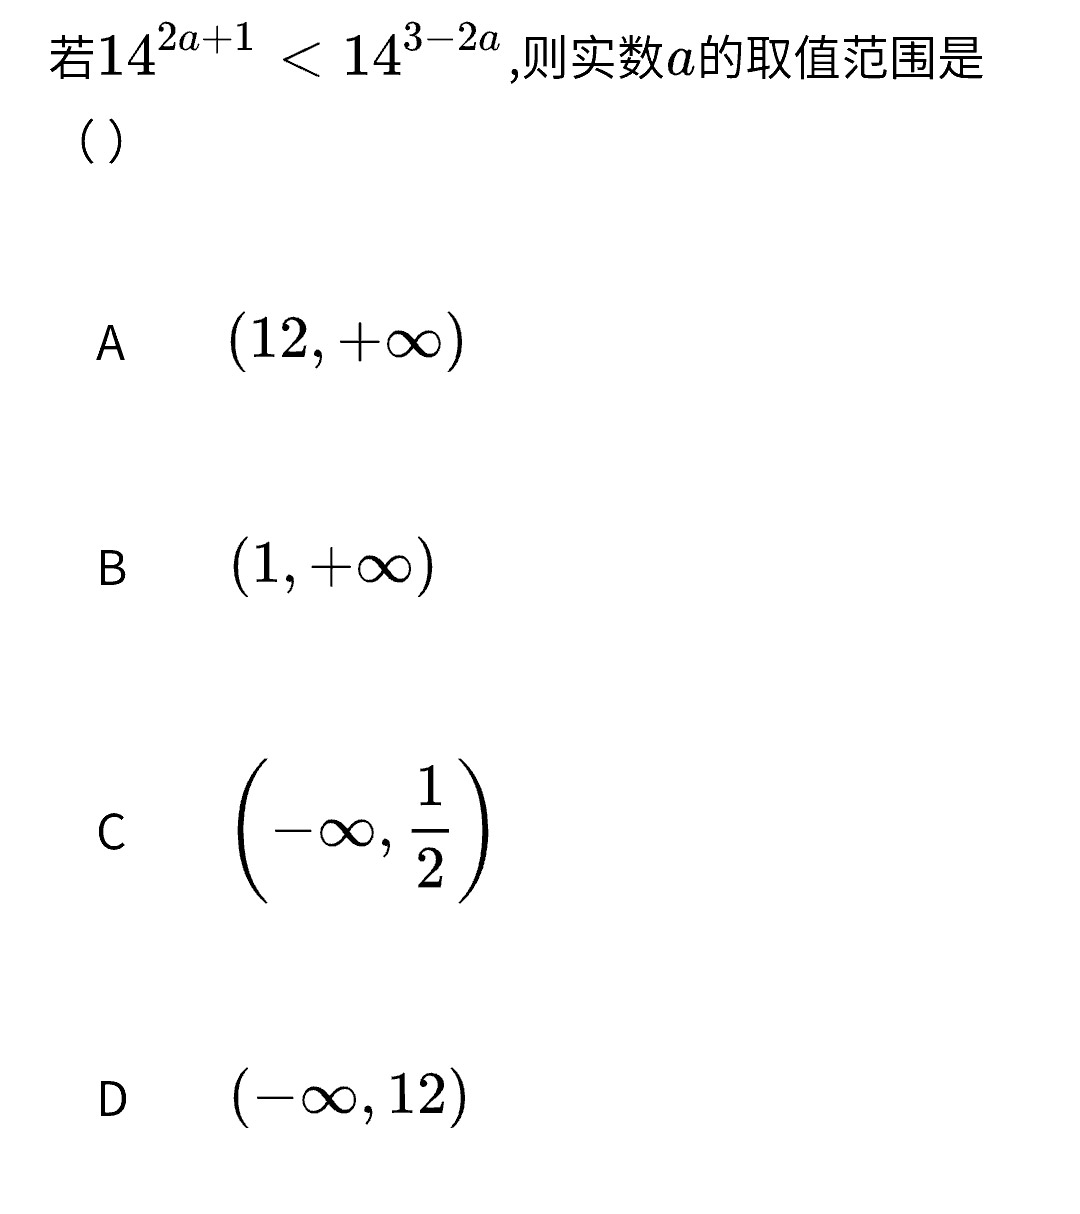 若14^{2a+1} < 14^{3−2a},则实数a的取值范围是
( )
A (12, +∞)
B (1, +∞)
C (−∞, \frac{1}{2})
D (−∞, 12)